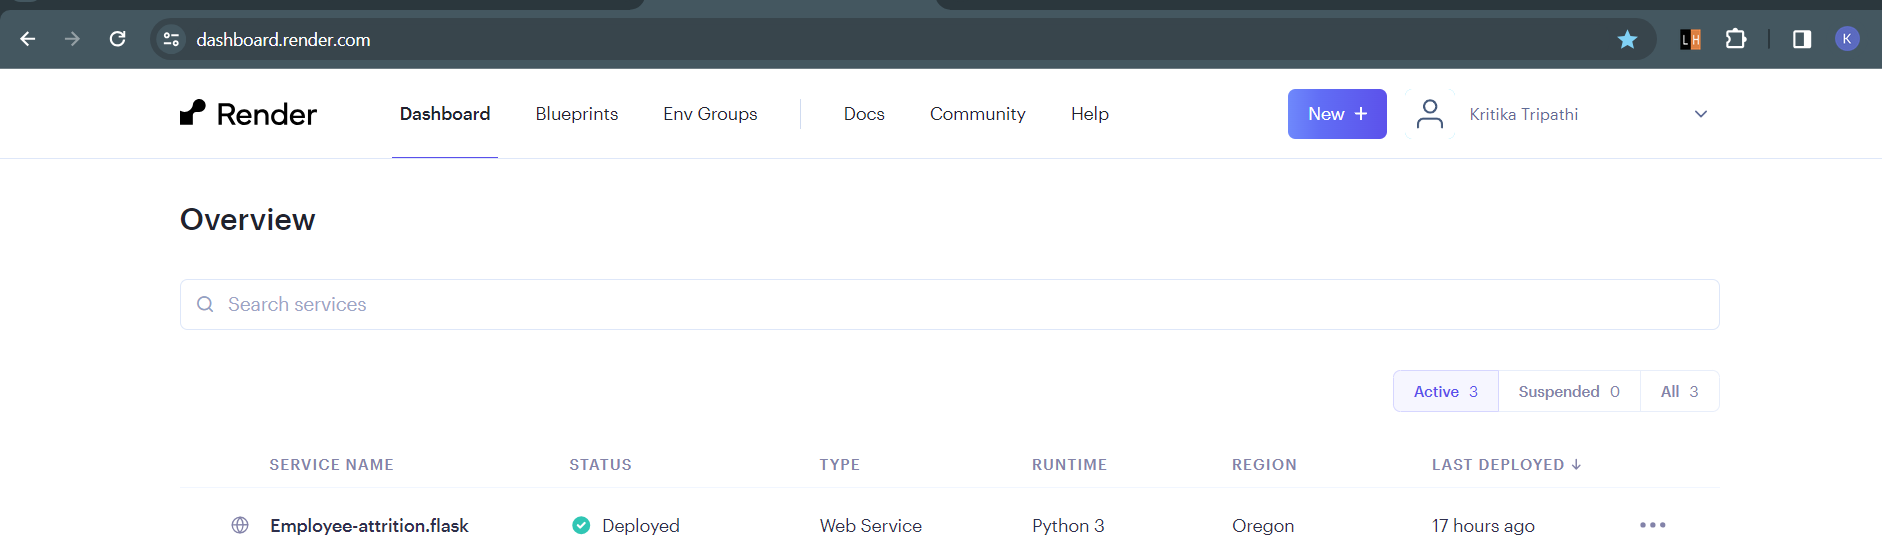 dashboard.render.com
LH
K
Render
Dashboard
Blueprints
Env Groups
Docs
Community
Help
New +
Kritika Tripathi
Overview
Search services
Active 3
Suspended 0
All 3
SERVICE NAME
STATUS
TYPE
RUNTIME
REGION
LAST DEPLOYED ↓
Employee-attrition.flask
Deployed
Web Service
Python 3
Oregon
17 hours ago